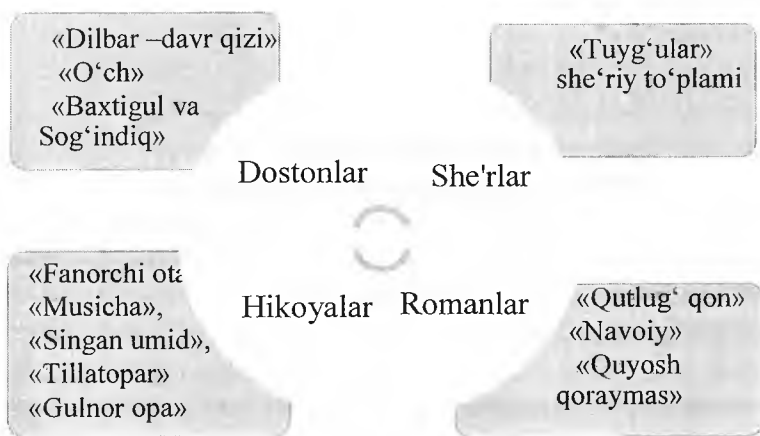 «Dilbar –davr qizi»
«O‘ch»
«Baxtigul va
Sog‘indiq»
«Tuyg‘ular»
she‘riy to‘plami
Dostonlar
She'rlar
Hikoyalar
Romanlar
«Fanorchi ota
«Musicha»,
«Singan umid»,
«Tillatopar»
«Gulnor opa»
«Qutlug‘ qon»
«Navoiy»
«Quyosh
qoraymas»